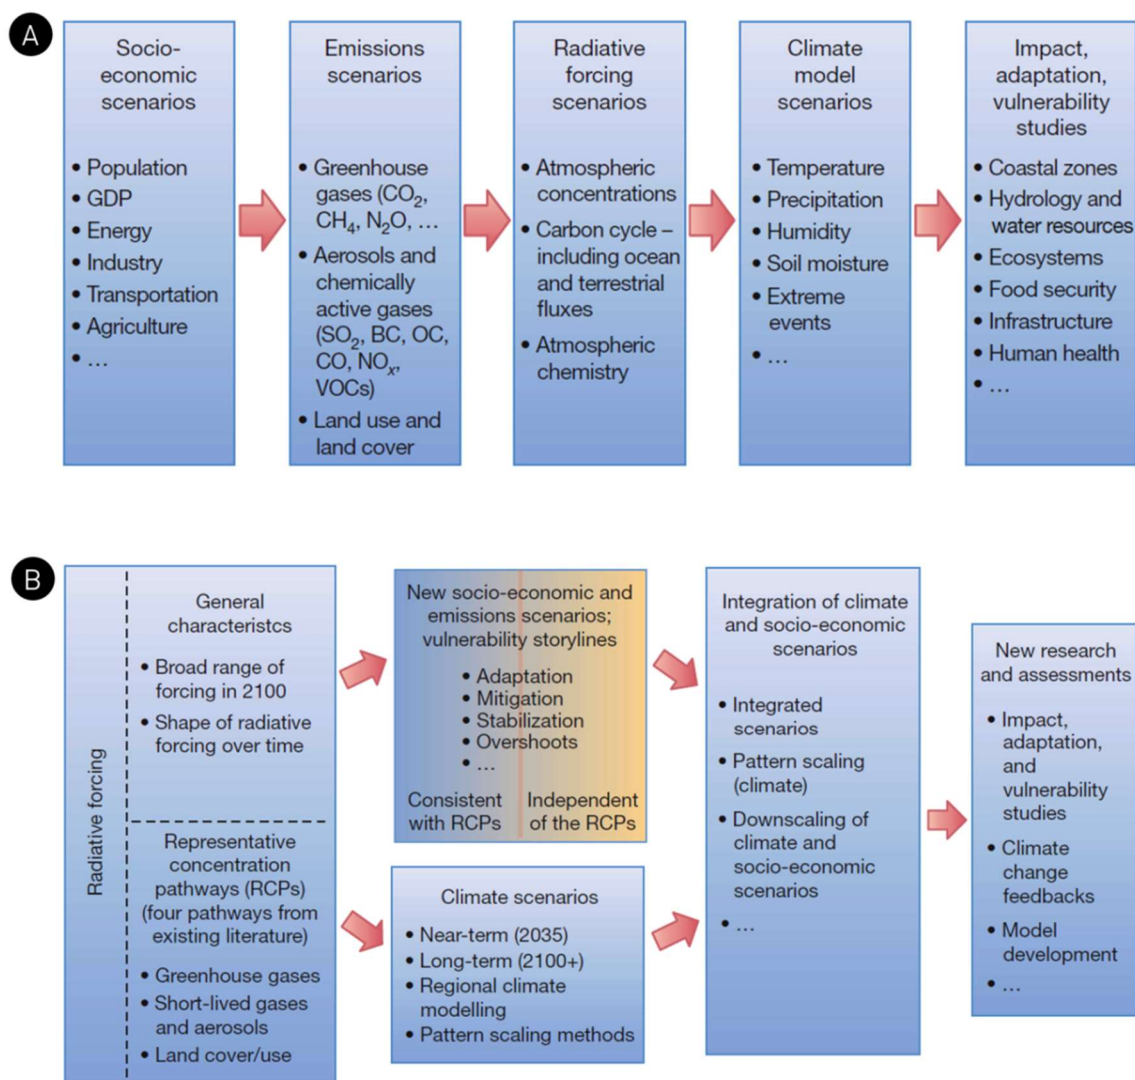 A
Socio-
economic
scenarios
• Population
• GDP
• Energy
• Industry
• Transportation
• Agriculture
• ...
Emissions
scenarios
• Greenhouse
gases (CO₂,
CH₄, N₂O, ...
• Aerosols and
chemically
active gases
(SO₂, BC, OC,
CO, NOₓ,
VOCs)
• Land use and
land cover
Radiative
forcing
scenarios
• Atmospheric
concentrations
• Carbon cycle –
including ocean
and terrestrial
fluxes
• Atmospheric
chemistry
Climate
model
scenarios
• Temperature
• Precipitation
• Humidity
• Soil moisture
• Extreme
events
• ...
Impact,
adaptation,
vulnerability
studies
• Coastal zones
• Hydrology and
water resources
• Ecosystems
• Food security
• Infrastructure
• Human health
• ...
B
Radiative forcing
General
characteristcs
• Broad range of
forcing in 2100
• Shape of radiative
forcing over time
Representative
concentration
pathways (RCPs)
(four pathways from
existing literature)
• Greenhouse gases
• Short-lived gases
and aerosols
• Land cover/use
New socio-economic and
emissions scenarios;
vulnerability storylines
• Adaptation
• Mitigation
• Stabilization
• Overshoots
• ...
Consistent
with RCPs
Independent
of the RCPs
Climate scenarios
• Near-term (2035)
• Long-term (2100+)
• Regional climate
modelling
• Pattern scaling methods
Integration of climate
and socio-economic
scenarios
• Integrated
scenarios
• Pattern scaling
(climate)
• Downscaling of
climate and
socio-economic
scenarios
• ...
New research
and assessments
• Impact,
adaptation,
and
vulnerability
studies
• Climate
change
feedbacks
• Model
development
• ...